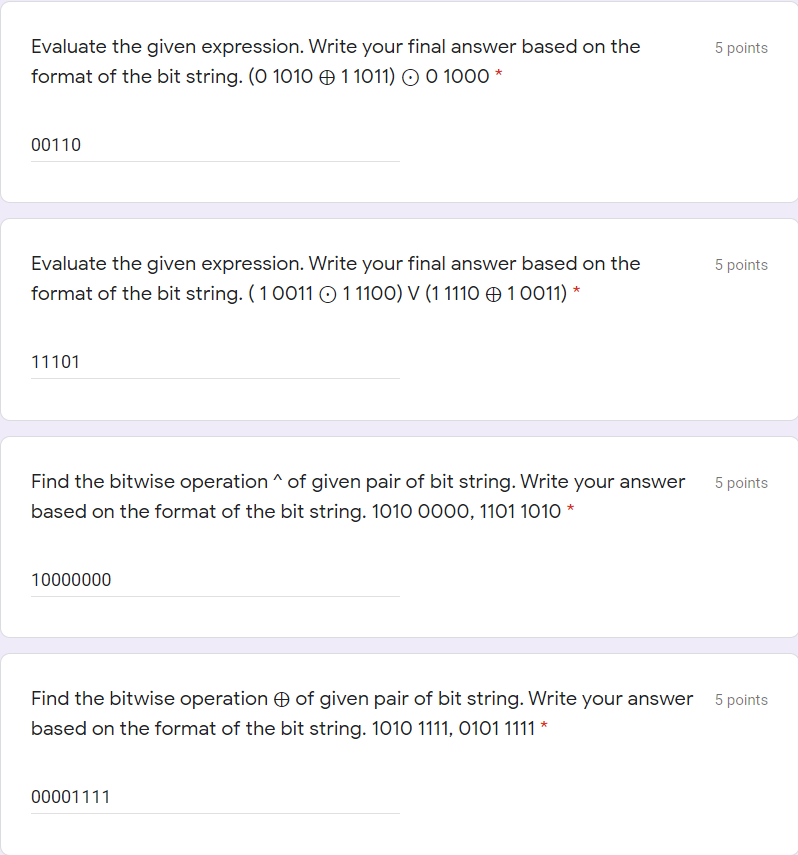 Evaluate the given expression. Write your final answer based on the
5 points
format of the bit string. (0 1010 ⊕ 1 1011) ⊙ 0 1000 *
00110
Evaluate the given expression. Write your final answer based on the
5 points
format of the bit string. ( 1 0011 ⊙ 1 1100) V (1 1110 ⊕ 1 0011) *
11101
Find the bitwise operation ^ of given pair of bit string. Write your answer
5 points
based on the format of the bit string. 1010 0000, 1101 1010 *
10000000
Find the bitwise operation ⊕ of given pair of bit string. Write your answer
5 points
based on the format of the bit string. 1010 1111, 0101 1111 *
00001111